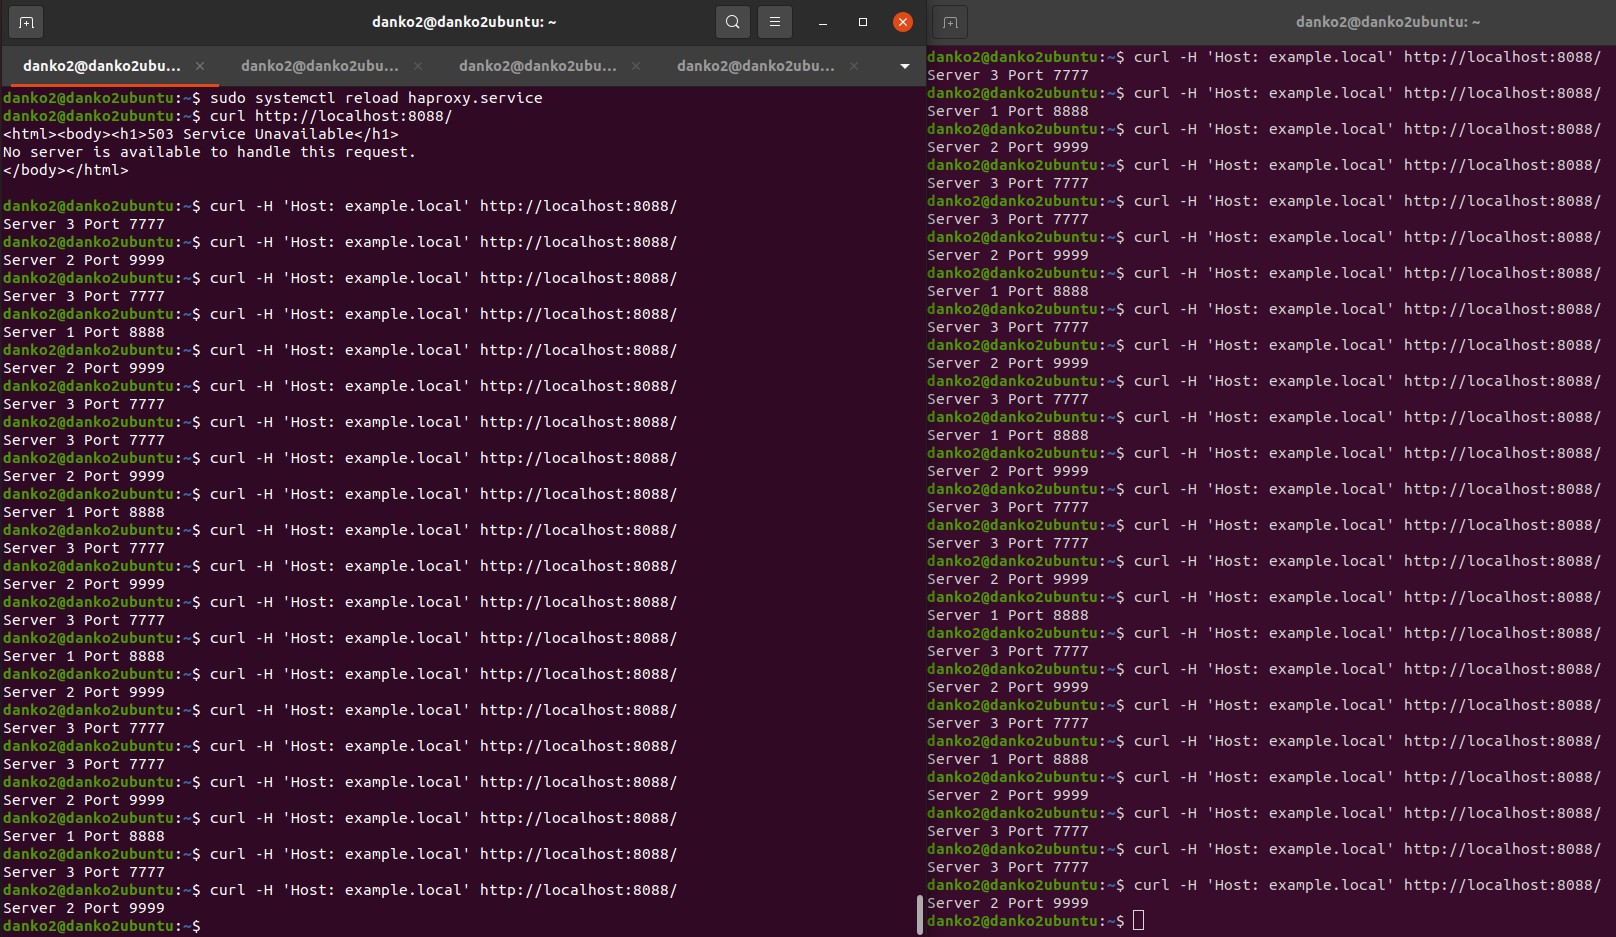 danko2@danko2ubuntu: ~
danko2@danko2ubu...
danko2@danko2ubu...
danko2@danko2ubu...
danko2@danko2ubu...
danko2@danko2ubuntu:~$ sudo systemctl reload haproxy.service
danko2@danko2ubuntu:~$ curl http://localhost:8088/
<html><body><h1>503 Service Unavailable</h1>
No server is available to handle this request.
</body></html>
danko2@danko2ubuntu:~$ curl -H 'Host: example.local' http://localhost:8088/
Server 3 Port 7777
danko2@danko2ubuntu:~$ curl -H 'Host: example.local' http://localhost:8088/
Server 2 Port 9999
danko2@danko2ubuntu:~$ curl -H 'Host: example.local' http://localhost:8088/
Server 3 Port 7777
danko2@danko2ubuntu:~$ curl -H 'Host: example.local' http://localhost:8088/
Server 1 Port 8888
danko2@danko2ubuntu:~$ curl -H 'Host: example.local' http://localhost:8088/
Server 2 Port 9999
danko2@danko2ubuntu:~$ curl -H 'Host: example.local' http://localhost:8088/
Server 3 Port 7777
danko2@danko2ubuntu:~$ curl -H 'Host: example.local' http://localhost:8088/
Server 3 Port 7777
danko2@danko2ubuntu:~$ curl -H 'Host: example.local' http://localhost:8088/
Server 2 Port 9999
danko2@danko2ubuntu:~$ curl -H 'Host: example.local' http://localhost:8088/
Server 1 Port 8888
danko2@danko2ubuntu:~$ curl -H 'Host: example.local' http://localhost:8088/
Server 3 Port 7777
danko2@danko2ubuntu:~$ curl -H 'Host: example.local' http://localhost:8088/
Server 2 Port 9999
danko2@danko2ubuntu:~$ curl -H 'Host: example.local' http://localhost:8088/
Server 3 Port 7777
danko2@danko2ubuntu:~$ curl -H 'Host: example.local' http://localhost:8088/
Server 1 Port 8888
danko2@danko2ubuntu:~$ curl -H 'Host: example.local' http://localhost:8088/
Server 2 Port 9999
danko2@danko2ubuntu:~$ curl -H 'Host: example.local' http://localhost:8088/
Server 3 Port 7777
danko2@danko2ubuntu:~$ curl -H 'Host: example.local' http://localhost:8088/
Server 3 Port 7777
danko2@danko2ubuntu:~$ curl -H 'Host: example.local' http://localhost:8088/
Server 2 Port 9999
danko2@danko2ubuntu:~$ curl -H 'Host: example.local' http://localhost:8088/
Server 1 Port 8888
danko2@danko2ubuntu:~$ curl -H 'Host: example.local' http://localhost:8088/
Server 3 Port 7777
danko2@danko2ubuntu:~$ curl -H 'Host: example.local' http://localhost:8088/
Server 2 Port 9999
danko2@danko2ubuntu:~$
danko2@danko2ubuntu: ~
danko2@danko2ubuntu:~$ curl -H 'Host: example.local' http://localhost:8088/
Server 3 Port 7777
danko2@danko2ubuntu:~$ curl -H 'Host: example.local' http://localhost:8088/
Server 1 Port 8888
danko2@danko2ubuntu:~$ curl -H 'Host: example.local' http://localhost:8088/
Server 2 Port 9999
danko2@danko2ubuntu:~$ curl -H 'Host: example.local' http://localhost:8088/
Server 3 Port 7777
danko2@danko2ubuntu:~$ curl -H 'Host: example.local' http://localhost:8088/
Server 3 Port 7777
danko2@danko2ubuntu:~$ curl -H 'Host: example.local' http://localhost:8088/
Server 2 Port 9999
danko2@danko2ubuntu:~$ curl -H 'Host: example.local' http://localhost:8088/
Server 1 Port 8888
danko2@danko2ubuntu:~$ curl -H 'Host: example.local' http://localhost:8088/
Server 3 Port 7777
danko2@danko2ubuntu:~$ curl -H 'Host: example.local' http://localhost:8088/
Server 2 Port 9999
danko2@danko2ubuntu:~$ curl -H 'Host: example.local' http://localhost:8088/
Server 3 Port 7777
danko2@danko2ubuntu:~$ curl -H 'Host: example.local' http://localhost:8088/
Server 1 Port 8888
danko2@danko2ubuntu:~$ curl -H 'Host: example.local' http://localhost:8088/
Server 2 Port 9999
danko2@danko2ubuntu:~$ curl -H 'Host: example.local' http://localhost:8088/
Server 3 Port 7777
danko2@danko2ubuntu:~$ curl -H 'Host: example.local' http://localhost:8088/
Server 3 Port 7777
danko2@danko2ubuntu:~$ curl -H 'Host: example.local' http://localhost:8088/
Server 2 Port 9999
danko2@danko2ubuntu:~$ curl -H 'Host: example.local' http://localhost:8088/
Server 1 Port 8888
danko2@danko2ubuntu:~$ curl -H 'Host: example.local' http://localhost:8088/
Server 3 Port 7777
danko2@danko2ubuntu:~$ curl -H 'Host: example.local' http://localhost:8088/
Server 2 Port 9999
danko2@danko2ubuntu:~$ curl -H 'Host: example.local' http://localhost:8088/
Server 3 Port 7777
danko2@danko2ubuntu:~$ curl -H 'Host: example.local' http://localhost:8088/
Server 1 Port 8888
danko2@danko2ubuntu:~$ curl -H 'Host: example.local' http://localhost:8088/
Server 2 Port 9999
danko2@danko2ubuntu:~$ curl -H 'Host: example.local' http://localhost:8088/
Server 3 Port 7777
danko2@danko2ubuntu:~$ curl -H 'Host: example.local' http://localhost:8088/
Server 3 Port 7777
danko2@danko2ubuntu:~$ curl -H 'Host: example.local' http://localhost:8088/
Server 2 Port 9999
danko2@danko2ubuntu:~$